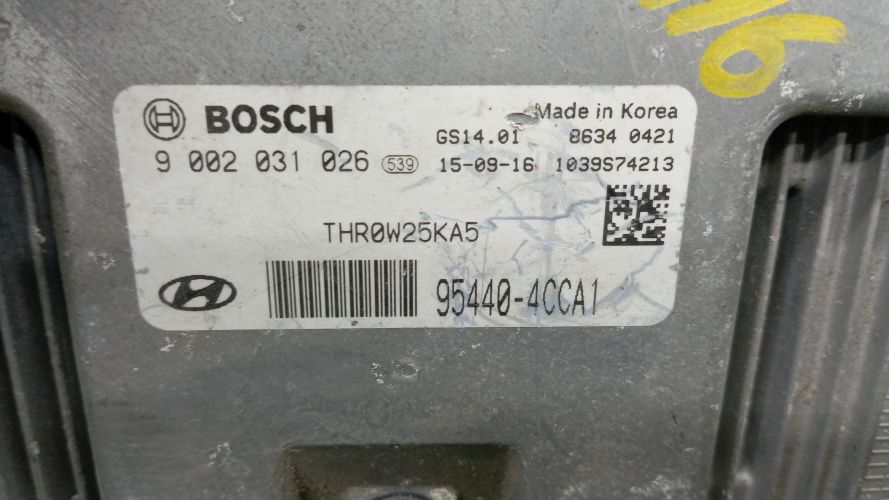 116
BOSCH Made in Korea
GS14.01 8634 0421
9 002 031 026 539 15-09-16 1039S74213
THR0W25KA5
95440-4CCA1